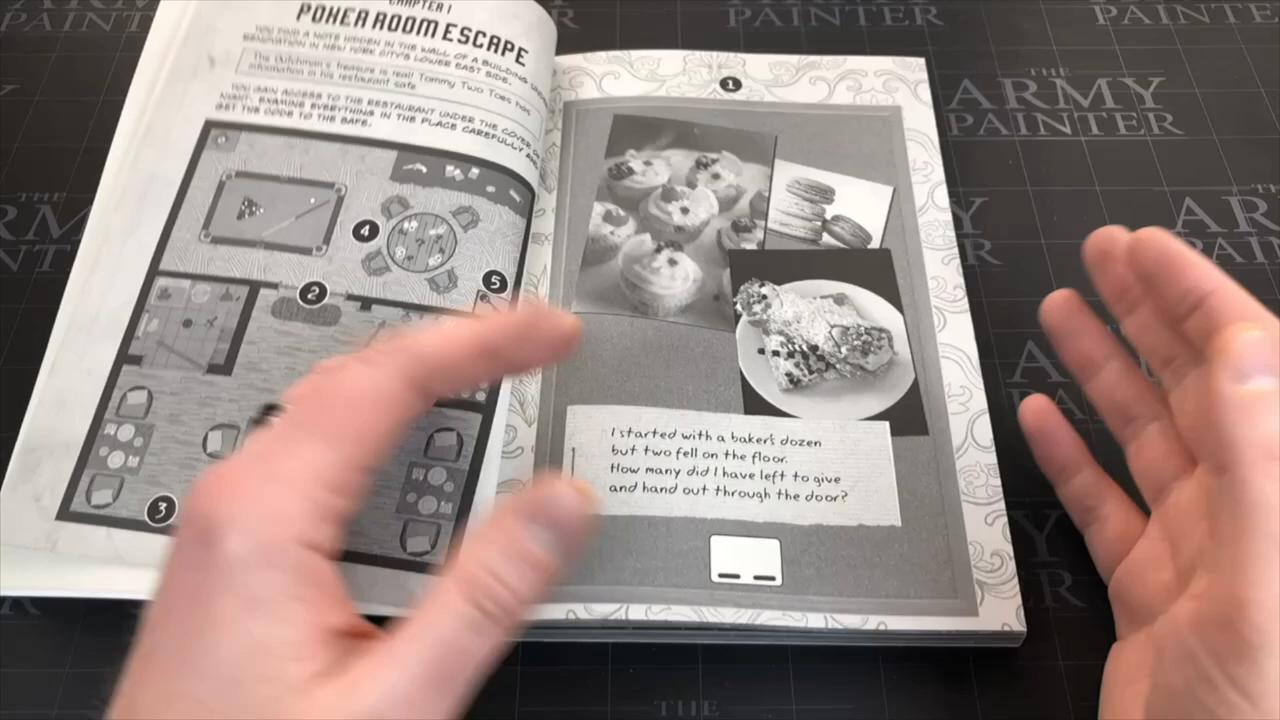 CHAPTER 1
POKER ROOM ESCAPE
YOU FIND A NOTE HIDDEN IN THE WALL OF A BUILDING
RENOVATION IN NEW YORK CITY'S LOWER EAST SIDE.
The Dutchman's treasure is real! Tommy Two Toes has
information in his restaurant safe.
YOU GAIN ACCESS TO THE RESTAURANT UNDER THE COVER OF
NIGHT. EXAMINE EVERYTHING IN THE PLACE CAREFULLY AND
GET THE CODE TO THE SAFE.
4
5
2
3
1
I started with a baker's dozen
but two fell on the floor.
How many did I have left to give
and hand out through the door?
ARMY
PAINTER
PAINTER
THE
ARMY
PAINTER
THE
ARMY
PAINTER
THE